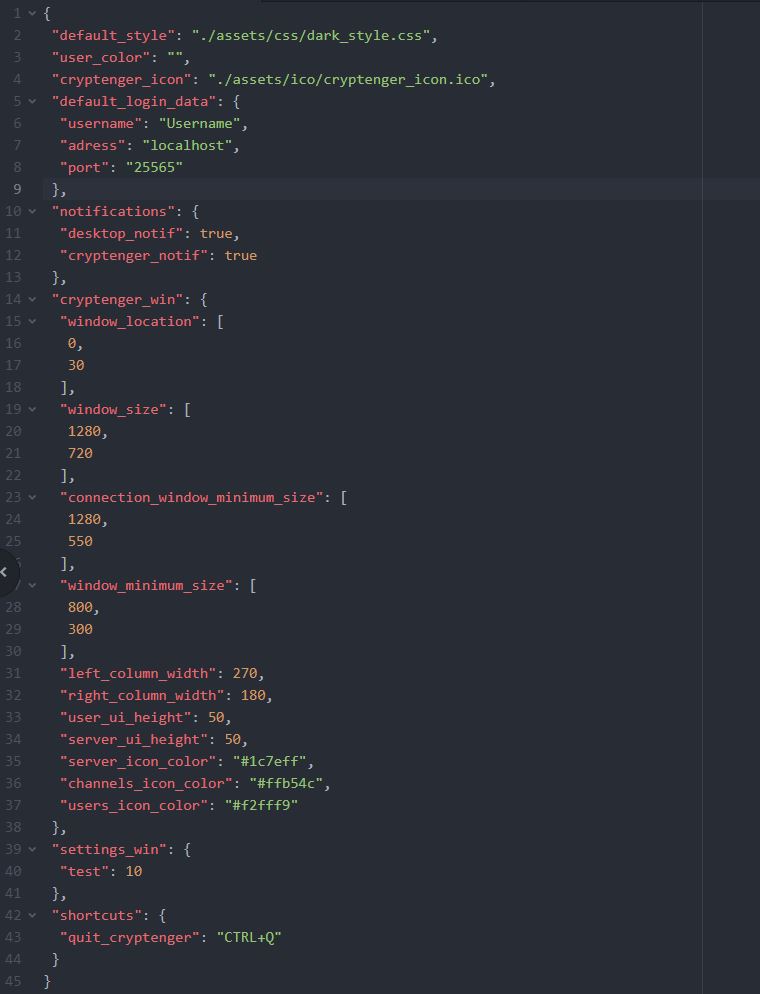 1 {
2 "default_style": "./assets/css/dark_style.css",
3 "user_color": "",
4 "cryptenger_icon": "./assets/ico/cryptenger_icon.ico",
5 "default_login_data": {
6 "username": "Username",
7 "adress": "localhost",
8 "port": "25565"
9 },
10 "notifications": {
11 "desktop_notif": true,
12 "cryptenger_notif": true
13 },
14 "cryptenger_win": {
15 "window_location": [
16 0,
17 30
18 ],
19 "window_size": [
20 1280,
21 720
22 ],
23 "connection_window_minimum_size": [
24 1280,
25 550
],
"window_minimum_size": [
28 800,
29 300
30 ],
31 "left_column_width": 270,
32 "right_column_width": 180,
33 "user_ui_height": 50,
34 "server_ui_height": 50,
35 "server_icon_color": "#1c7eff",
36 "channels_icon_color": "#ffb54c",
37 "users_icon_color": "#f2fff9"
38 },
39 "settings_win": {
40 "test": 10
41 },
42 "shortcuts": {
43 "quit_cryptenger": "CTRL+Q"
44 }
45 }